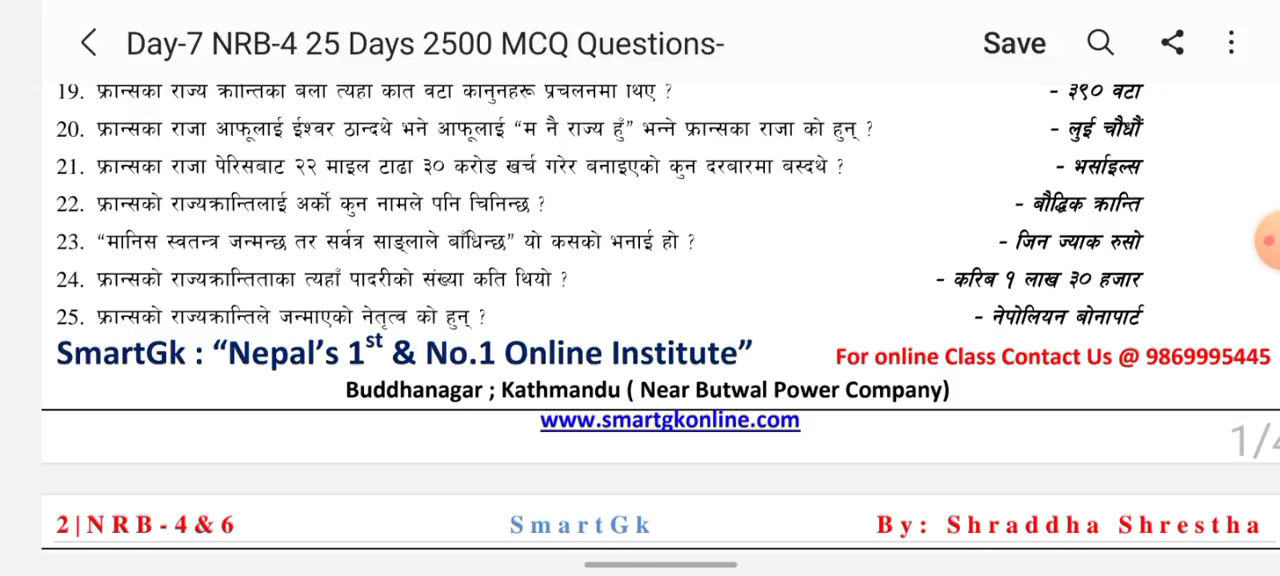 Day-7 NRB-4 25 Days 2500 MCQ Questions- Save
19. फ्रान्सका राज्य क्रान्तिका बेला त्यहाँ कति वटा कानुनहरू प्रचलनमा थिए ? - ३९० वटा
20. फ्रान्सका राजा आफूलाई ईश्वर ठान्दथे भने आफूलाई “म नै राज्य हुँ” भन्ने फ्रान्सका राजा को हुन् ? - लुई चौधौं
21. फ्रान्सका राजा पेरिसबाट २२ माइल टाढा ३० करोड खर्च गरेर बनाइएको कुन दरबारमा बस्दथे ? - भर्साइल्स
22. फ्रान्सको राज्यक्रान्तिलाई अर्को कुन नामले पनि चिनिन्छ ? - बौद्धिक क्रान्ति
23. “मानिस स्वतन्त्र जन्मन्छ तर सर्वत्र साङ्लाले बाँधिन्छ” यो कसको भनाई हो ? - जिन ज्याक रुसो
24. फ्रान्सको राज्यक्रान्तिताका त्यहाँ पादरीको संख्या कति थियो ? - करिब १ लाख ३० हजार
25. फ्रान्सको राज्यक्रान्तिले जन्माएको नेतृत्व को हुन् ? - नेपोलियन बोनापार्ट
SmartGk : “Nepal’s 1st & No.1 Online Institute” For online Class Contact Us @ 9869995445
Buddhanagar ; Kathmandu ( Near Butwal Power Company)
www.smartgkonline.com
1/4
2|NRB-4&6 SmartGk By: Shraddha Shrestha